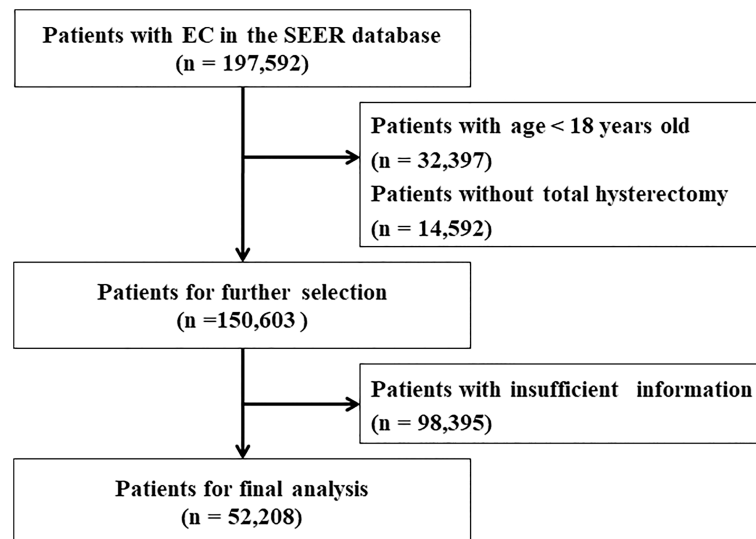 Patients with EC in the SEER database
(n = 197,592)
Patients with age < 18 years old
(n = 32,397)
Patients without total hysterectomy
(n = 14,592)
Patients for further selection
(n =150,603 )
Patients with insufficient information
(n = 98,395)
Patients for final analysis
(n = 52,208)